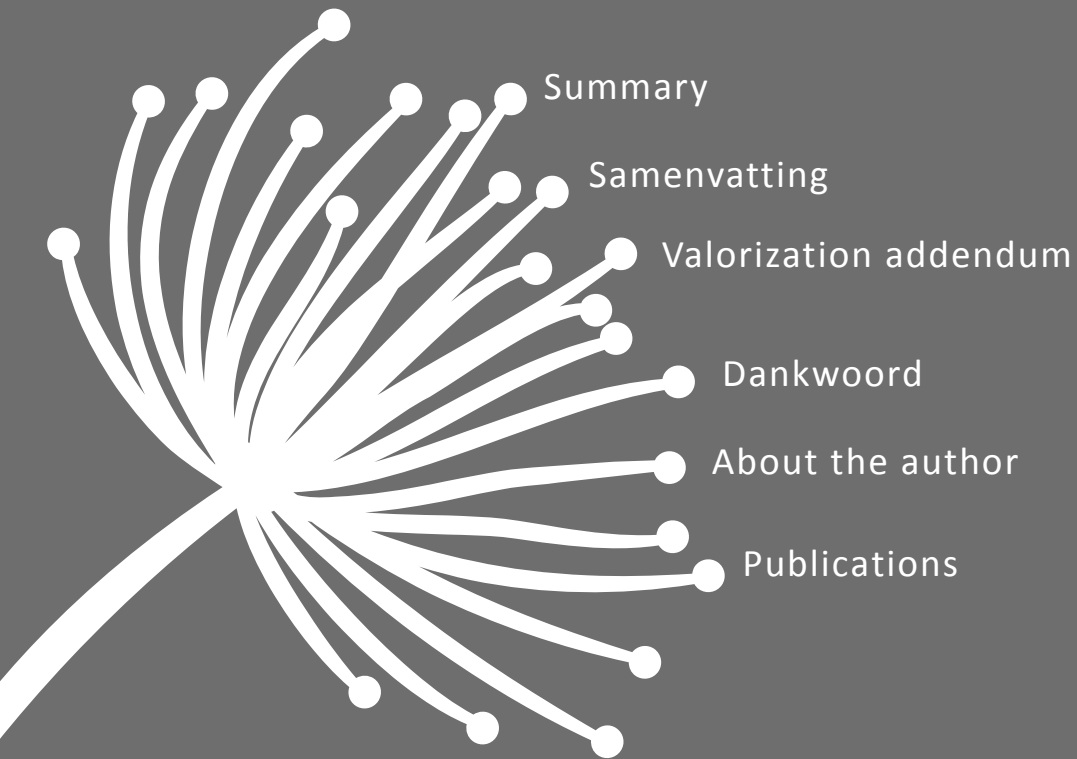 Summary
Samenvatting
Valorization addendum
Dankwoord
About the author
Publications